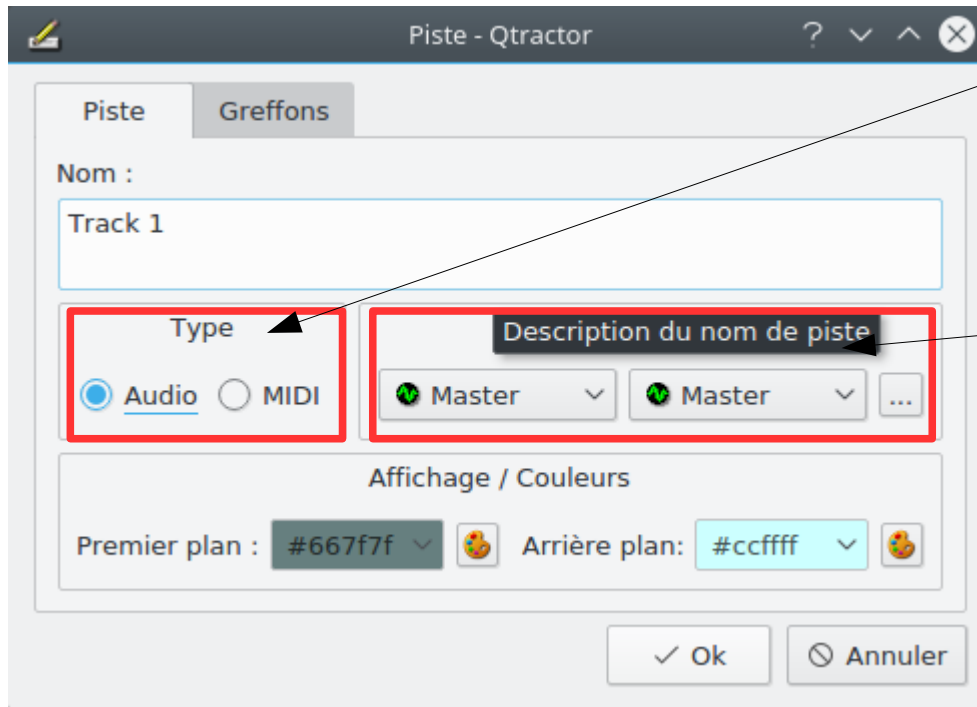 Piste - Qtractor
Piste Greffons
Nom :
Track 1
Type
Description du nom de piste
Audio MIDI Master Master ...
Affichage / Couleurs
Premier plan : #667f7f Arrière plan: #ccffff
Ok Annuler